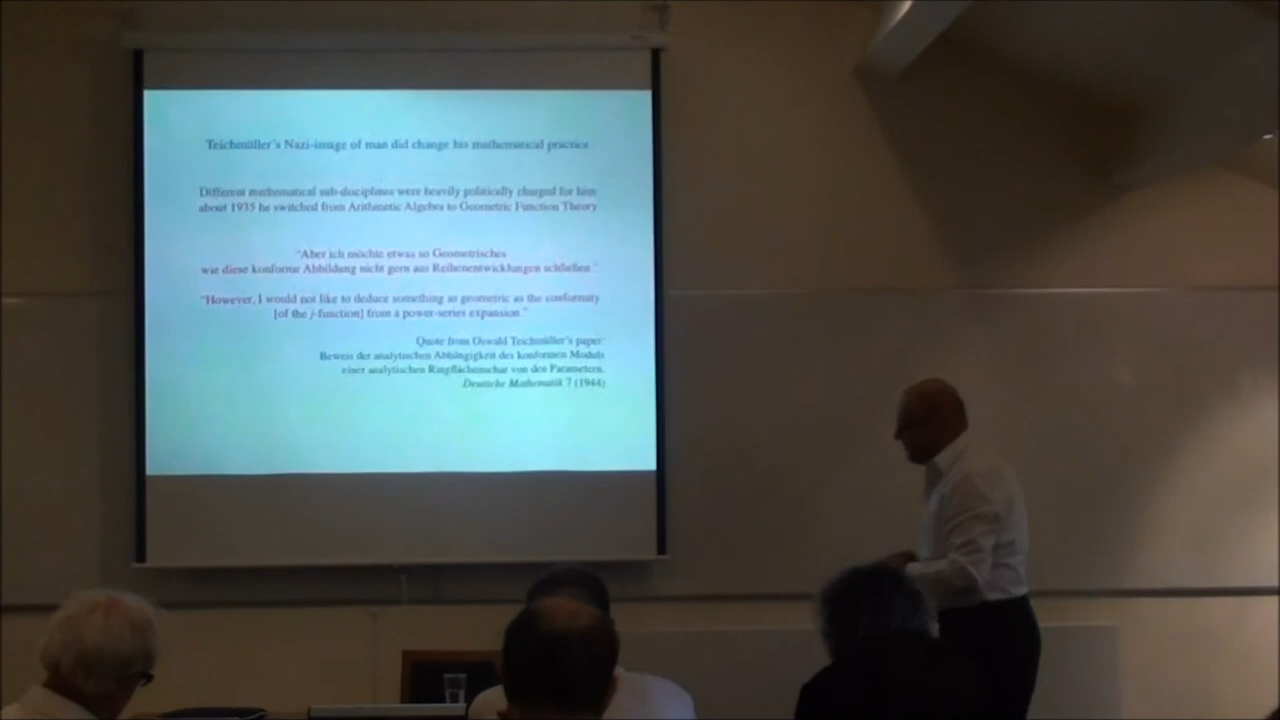 Teichmüller's Nazi-image of man did change his mathematical practice
Different mathematical sub-disciplines were heavily politically charged for him
about 1935 he switched from Arithmetic Algebra to Geometric Function Theory
"Aber ich möchte etwas so Geometrisches
wie diese konforme Abbildung nicht gern aus Reihenentwicklungen schließen."
"However, I would not like to deduce something as geometric as the conformity
[of the j-function] from a power-series expansion."
Quote from Oswald Teichmüller's paper:
Beweis der analytischen Abhängigkeit des konformen Moduls
einer analytischen Ringflächenschar von den Parametern.
Deutsche Mathematik 7 (1944)